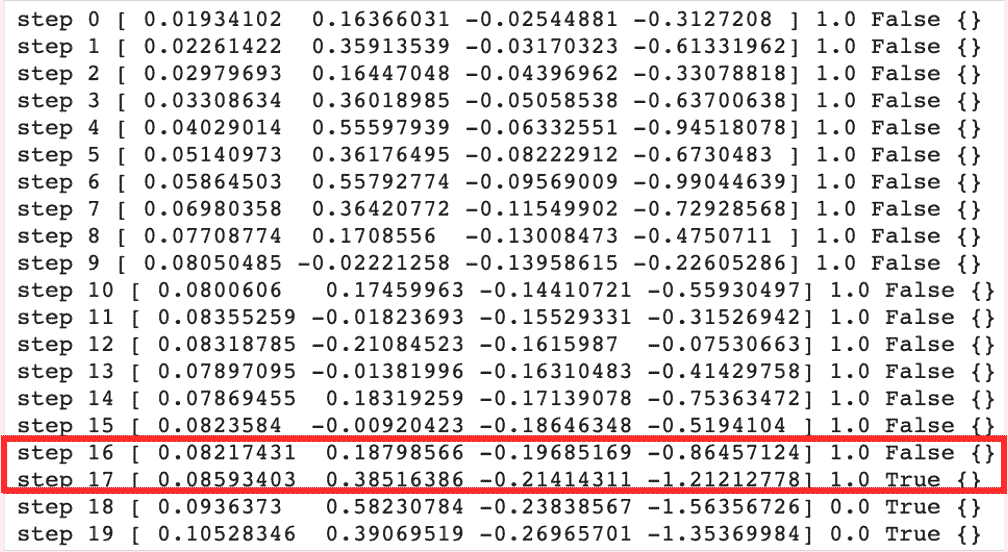 step 0 [ 0.01934102  0.16366031 -0.02544881 -0.3127208 ] 1.0 False {}
step 1 [ 0.02261422  0.35913539 -0.03170323 -0.61331962] 1.0 False {}
step 2 [ 0.02979693  0.16447048 -0.04396962 -0.33078818] 1.0 False {}
step 3 [ 0.03308634  0.36018985 -0.05058538 -0.63700638] 1.0 False {}
step 4 [ 0.04029014  0.55597939 -0.06332551 -0.94518078] 1.0 False {}
step 5 [ 0.05140973  0.36176495 -0.08222912 -0.6730483 ] 1.0 False {}
step 6 [ 0.05864503  0.55792774 -0.09569009 -0.99044639] 1.0 False {}
step 7 [ 0.06980358  0.36420772 -0.11549902 -0.72928568] 1.0 False {}
step 8 [ 0.07708774  0.1708556  -0.13008473 -0.4750711 ] 1.0 False {}
step 9 [ 0.08050485 -0.02221258 -0.13958615 -0.22605286] 1.0 False {}
step 10 [ 0.0800606   0.17459963 -0.14410721 -0.55930497] 1.0 False {}
step 11 [ 0.08355259 -0.01823693 -0.15529331 -0.31526942] 1.0 False {}
step 12 [ 0.08318785 -0.21084523 -0.1615987  -0.07530663] 1.0 False {}
step 13 [ 0.07897095 -0.01381996 -0.16310483 -0.41429758] 1.0 False {}
step 14 [ 0.07869455  0.18319259 -0.17139078 -0.75363472] 1.0 False {}
step 15 [ 0.0823584  -0.00920423 -0.18646348 -0.5194104 ] 1.0 False {}
step 16 [ 0.08217431  0.18798566 -0.19685169 -0.86457124] 1.0 False {}
step 17 [ 0.08593403  0.38516386 -0.21414311 -1.21212778] 1.0 True {}
step 18 [ 0.0936373   0.58230784 -0.23838567 -1.56356726] 0.0 True {}
step 19 [ 0.10528346  0.39069519 -0.26965701 -1.35369984] 0.0 True {}